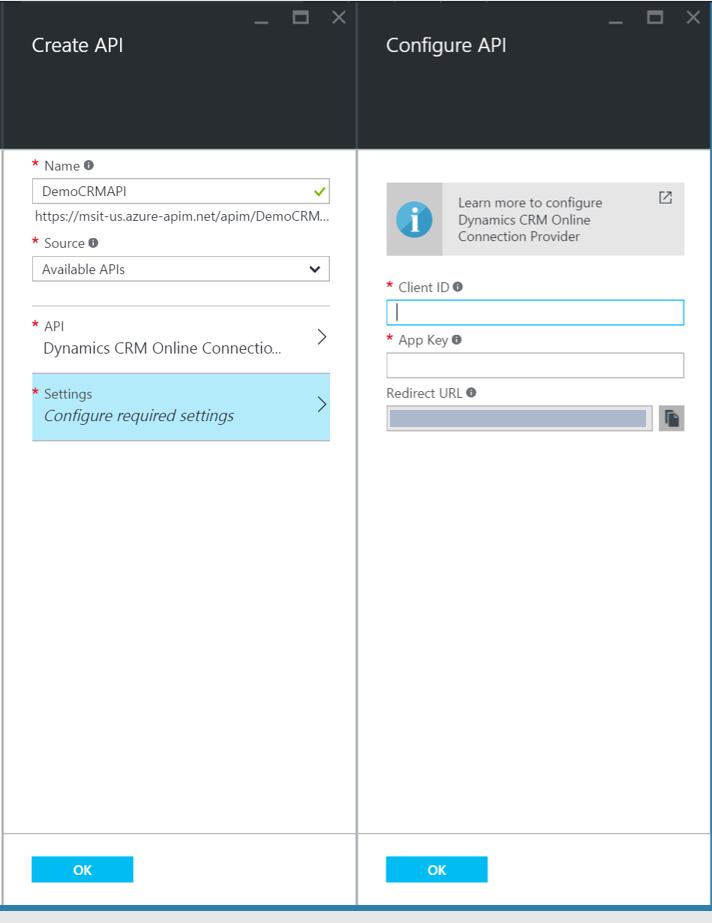 Create API
* Name
DemoCRMAPI
https://msit-us.azure-apim.net/apim/DemoCRM...
* Source
Available APIs
* API
Dynamics CRM Online Connectio...
* Settings
Configure required settings
OK
Configure API
Learn more to configure
Dynamics CRM Online
Connection Provider
* Client ID
* App Key
Redirect URL
OK